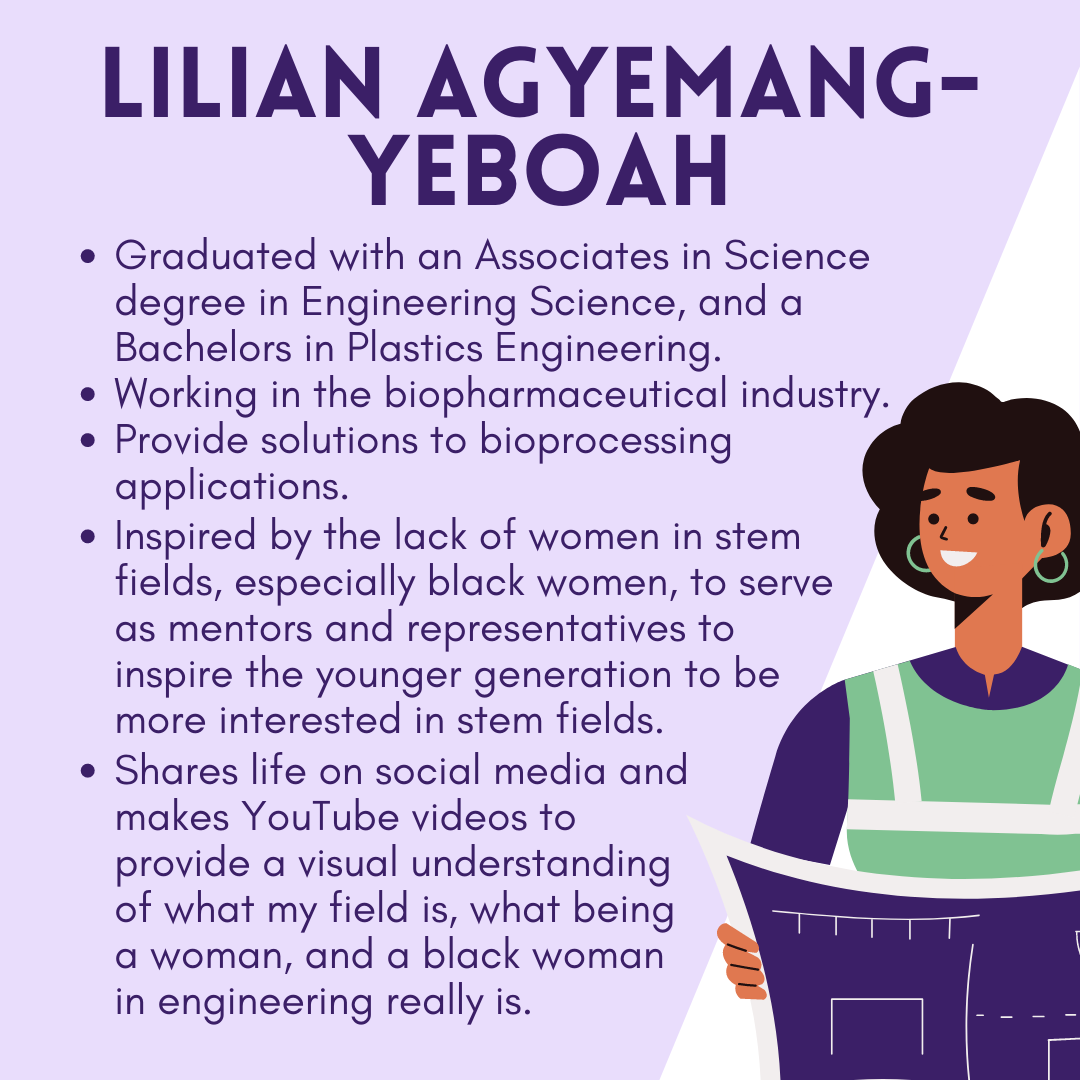 LILIAN AGYEMANG-
YEBOAH
• Graduated with an Associates in Science
degree in Engineering Science, and a
Bachelors in Plastics Engineering.
• Working in the biopharmaceutical industry.
• Provide solutions to bioprocessing
applications.
• Inspired by the lack of women in stem
fields, especially black women, to serve
as mentors and representatives to
inspire the younger generation to be
more interested in stem fields.
• Shares life on social media and
makes YouTube videos to
provide a visual understanding
of what my field is, what being
a woman, and a black woman
in engineering really is.